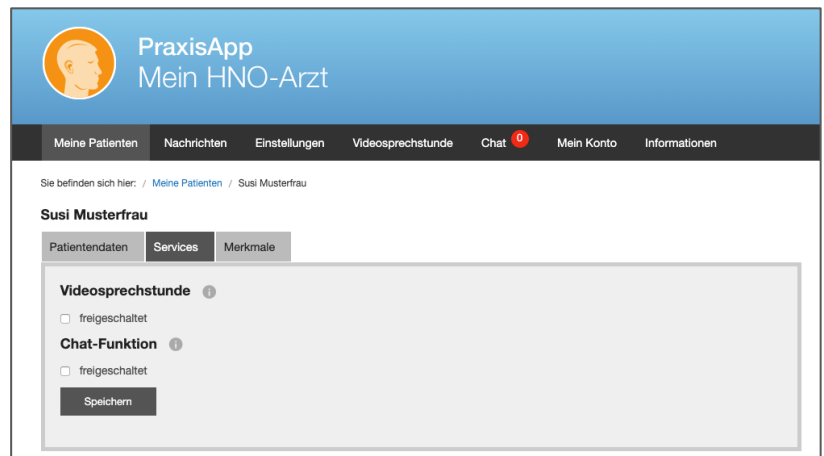 PraxisApp
Mein HNO-Arzt
Meine Patienten Nachrichten Einstellungen Videosprechstunde Chat 0 Mein Konto Informationen
Sie befinden sich hier: / Meine Patienten / Susi Musterfrau
Susi Musterfrau
Patientendaten Services Merkmale
Videosprechstunde i
freigeschaltet
Chat-Funktion i
freigeschaltet
Speichern